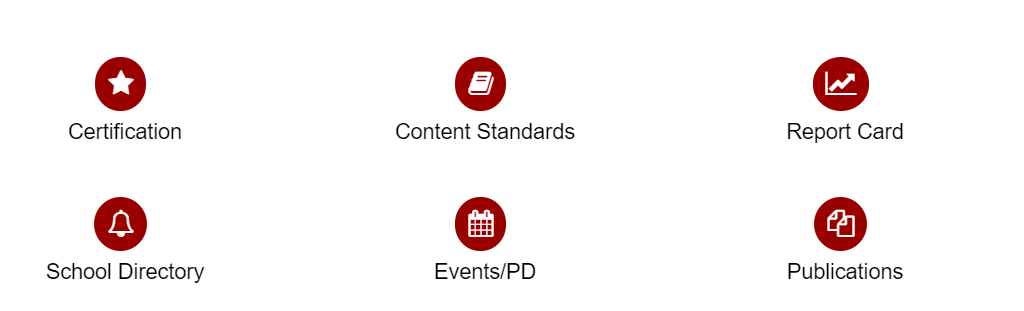 Certification
Content Standards
Report Card
School Directory
Events/PD
Publications